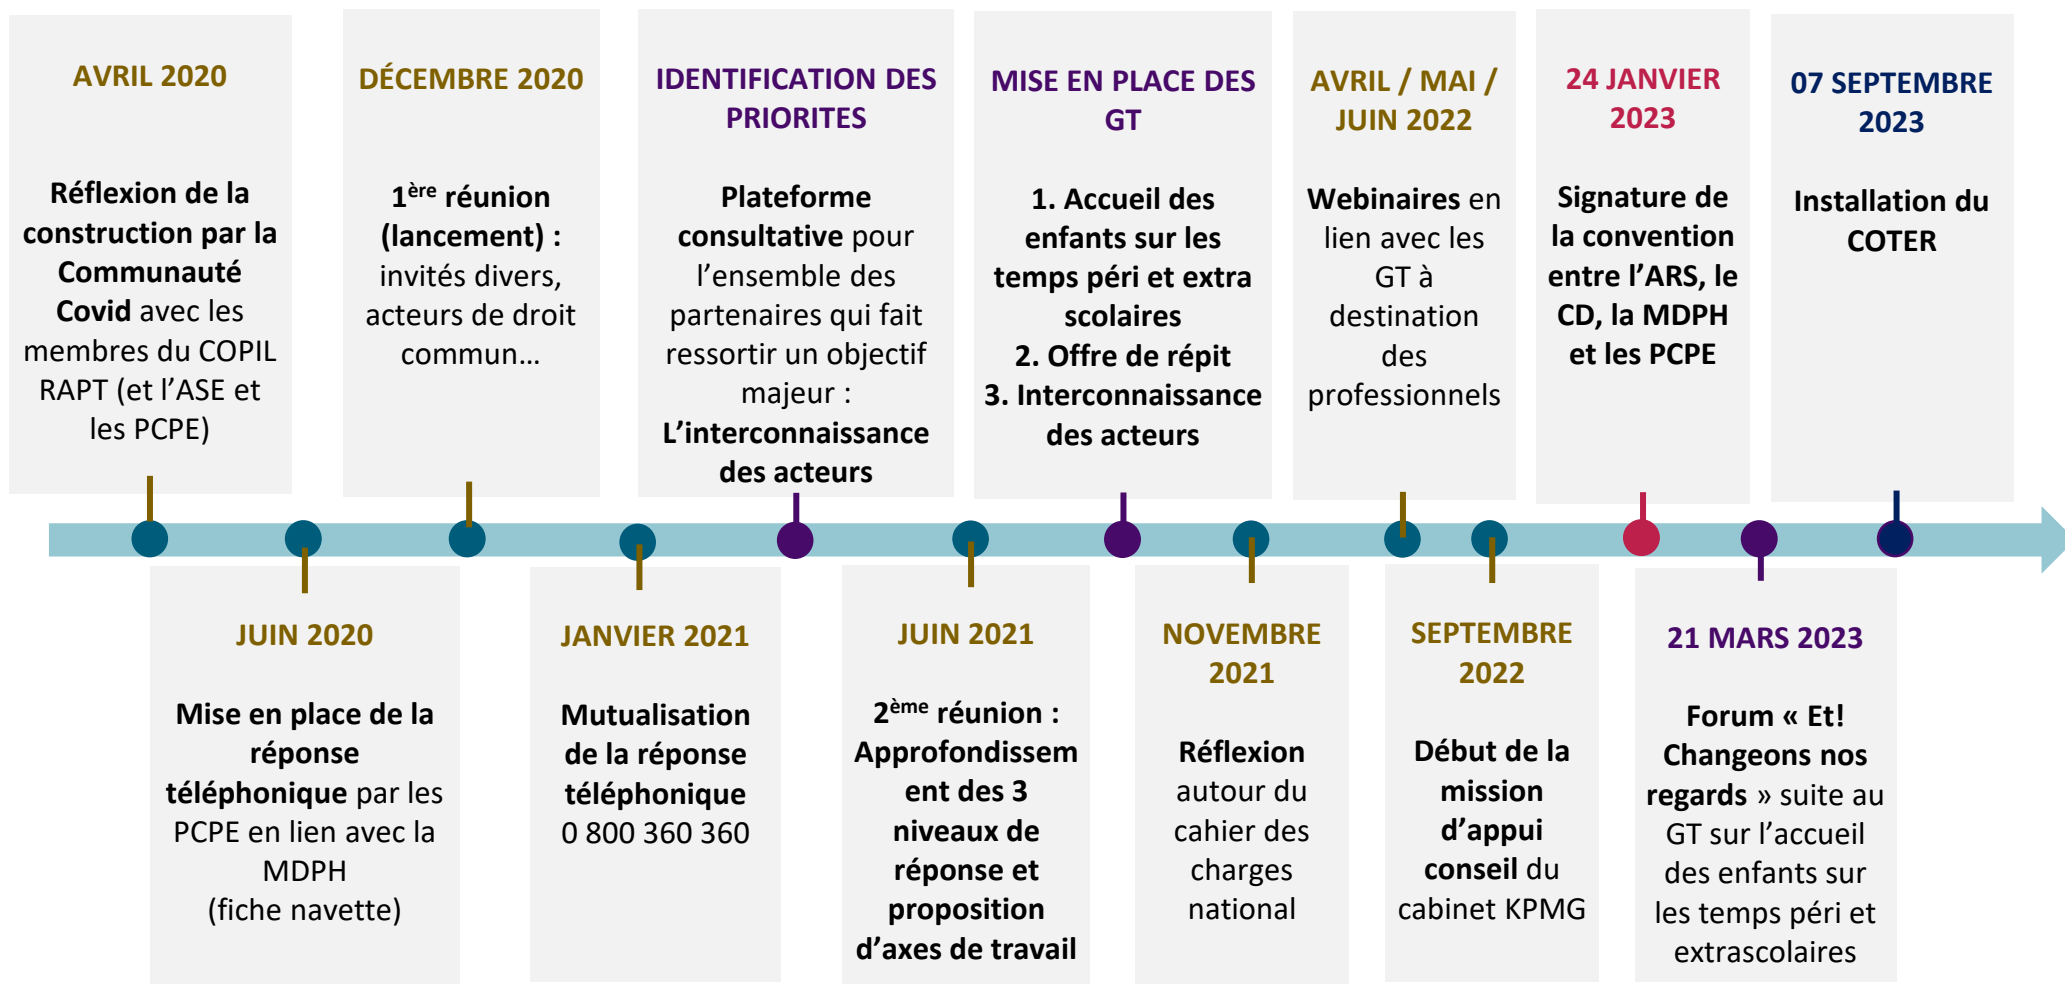 AVRIL 2020
Réflexion de la
construction par la
Communauté
Covid avec les
membres du COPIL
RAPT (et l’ASE et
les PCPE)
DÉCEMBRE 2020
1ère réunion
(lancement) :
invités divers,
acteurs de droit
commun…
IDENTIFICATION DES
PRIORITES
Plateforme
consultative pour
l’ensemble des
partenaires qui fait
ressortir un objectif
majeur :
L’interconnaissance
des acteurs
MISE EN PLACE DES
GT
1. Accueil des
enfants sur les
temps péri et extra
scolaires
2. Offre de répit
3. Interconnaissance
des acteurs
AVRIL / MAI /
JUIN 2022
Webinaires en
lien avec les
GT à
destination
des
professionnels
24 JANVIER
2023
Signature de
la convention
entre l’ARS, le
CD, la MDPH
et les PCPE
07 SEPTEMBRE
2023
Installation du
COTER
JUIN 2020
Mise en place de la
réponse
téléphonique par les
PCPE en lien avec la
MDPH
(fiche navette)
JANVIER 2021
Mutualisation
de la réponse
téléphonique
0 800 360 360
JUIN 2021
2ème réunion :
Approfondissem
ent des 3
niveaux de
réponse et
proposition
d’axes de travail
NOVEMBRE
2021
Réflexion
autour du
cahier des
charges
national
SEPTEMBRE
2022
Début de la
mission
d’appui
conseil du
cabinet KPMG
21 MARS 2023
Forum « Et!
Changeons nos
regards » suite au
GT sur l’accueil
des enfants sur
les temps péri et
extrascolaires